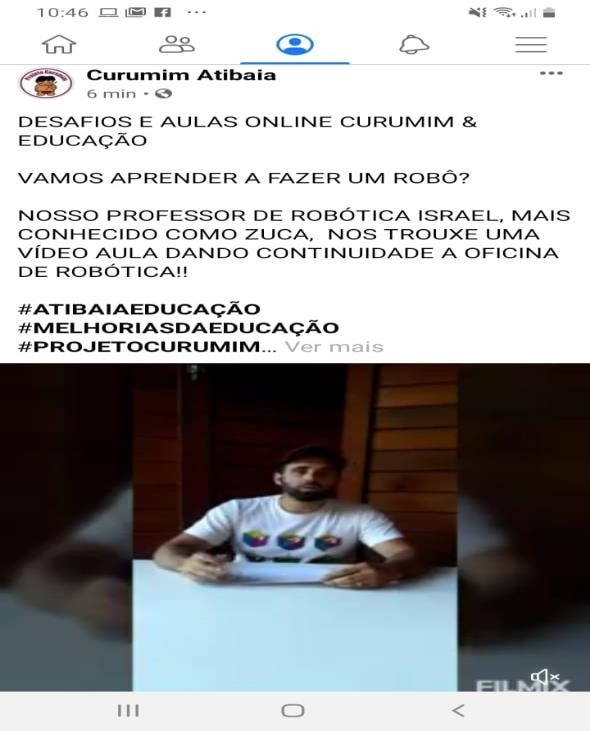 10:46
Curumim Atibaia
6 min
DESAFIOS E AULAS ONLINE CURUMIM &
EDUCAÇÃO
VAMOS APRENDER A FAZER UM ROBÔ?
NOSSO PROFESSOR DE ROBÓTICA ISRAEL, MAIS
CONHECIDO COMO ZUCA, NOS TROUXE UMA
VÍDEO AULA DANDO CONTINUIDADE A OFICINA
DE ROBÓTICA!!
#ATIBAIAEDUCAÇÃO
#MELHORIASDAEDUCAÇÃO
#PROJETOCURUMIM... Ver mais
FILMIX